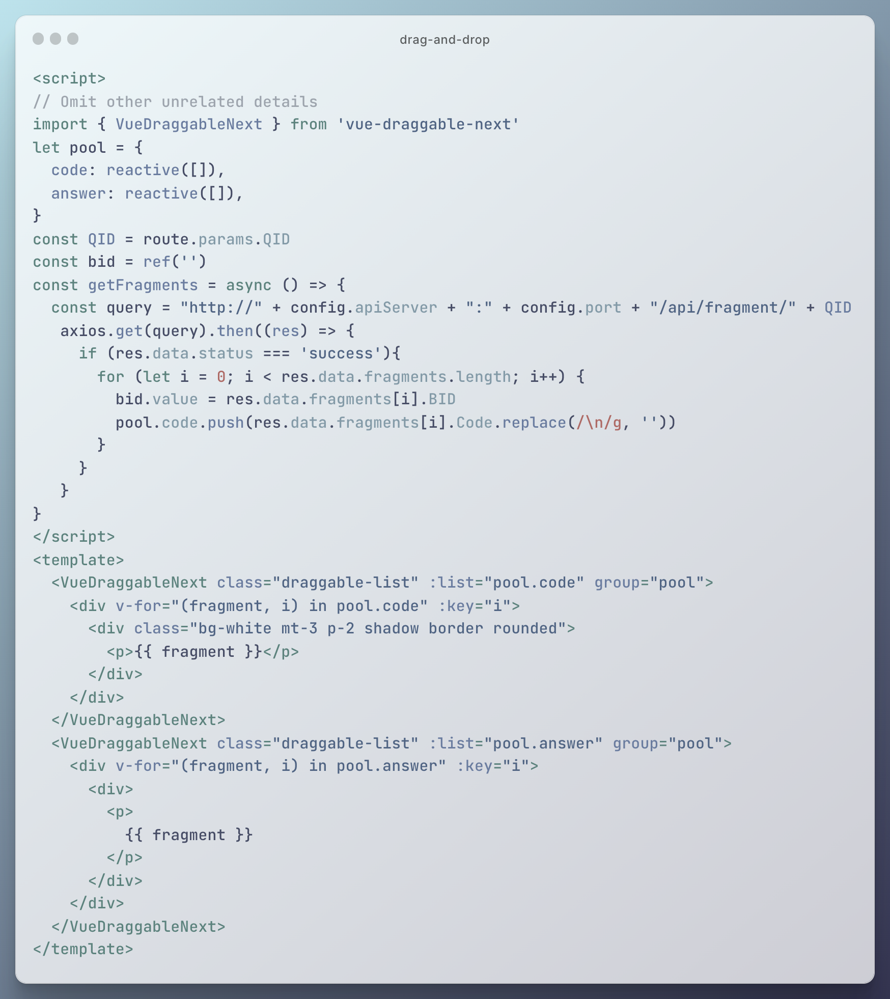 drag-and-drop
<script>
// Omit other unrelated details
import { VueDraggableNext } from 'vue-draggable-next'
let pool = {
  code: reactive([]),
  answer: reactive([]),
}
const QID = route.params.QID
const bid = ref('')
const getFragments = async () => {
  const query = "http://" + config.apiServer + ":" + config.port + "/api/fragment/" + QID
   axios.get(query).then((res) => {
     if (res.data.status === 'success'){
       for (let i = 0; i < res.data.fragments.length; i++) {
         bid.value = res.data.fragments[i].BID
         pool.code.push(res.data.fragments[i].Code.replace(/\n/g, ''))
       }
     }
   }
}
</script>
<template>
  <VueDraggableNext class="draggable-list" :list="pool.code" group="pool">
    <div v-for="(fragment, i) in pool.code" :key="i">
      <div class="bg-white mt-3 p-2 shadow border rounded">
        <p>{{ fragment }}</p>
      </div>
    </div>
  </VueDraggableNext>
  <VueDraggableNext class="draggable-list" :list="pool.answer" group="pool">
    <div v-for="(fragment, i) in pool.answer" :key="i">
      <div>
        <p>
          {{ fragment }}
        </p>
      </div>
    </div>
  </VueDraggableNext>
</template>